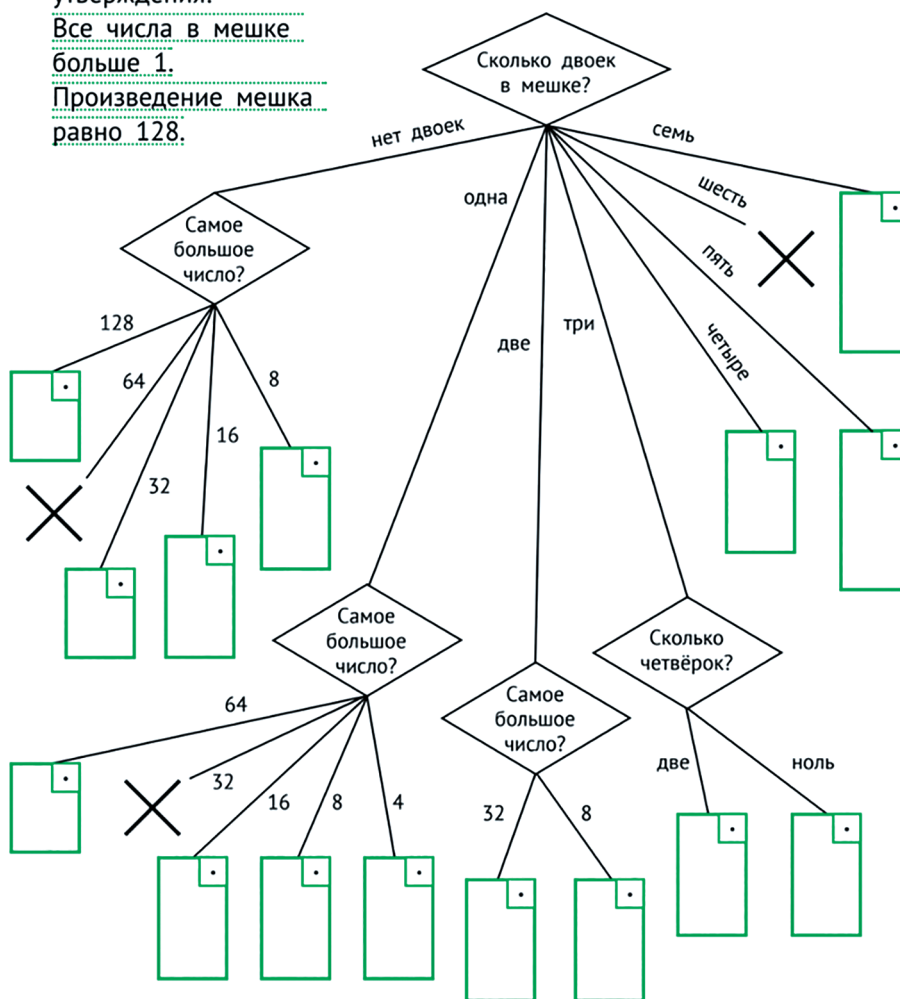 утверждения.
Все числа в мешке
больше 1.
Произведение мешка
равно 128.
Сколько двоек
в мешке?
нет двоек
одна
две
три
четыре
пять
шесть
семь
Самое
большое
число?
128
64
32
16
8
Самое
большое
число?
64
32
16
8
4
Самое
большое
число?
32
8
Сколько
четвёрок?
две
ноль